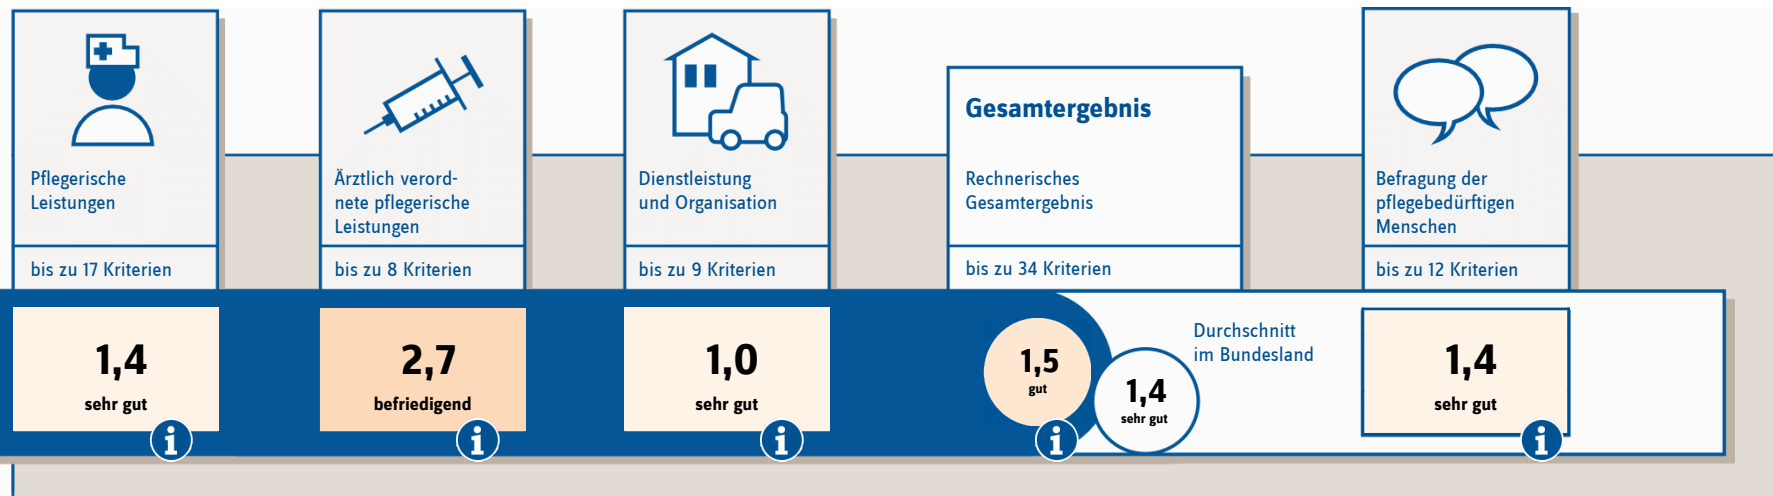 Pflegerische
Leistungen
bis zu 17 Kriterien
1,4
sehr gut
i
Ärztlich verord-
nete pflegerische
Leistungen
bis zu 8 Kriterien
2,7
befriedigend
i
Dienstleistung
und Organisation
bis zu 9 Kriterien
1,0
sehr gut
i
Gesamtergebnis
Rechnerisches
Gesamtergebnis
bis zu 34 Kriterien
1,5
gut
i
Durchschnitt
im Bundesland
1,4
sehr gut
Befragung der
pflegebedürftigen
Menschen
bis zu 12 Kriterien
1,4
sehr gut
i